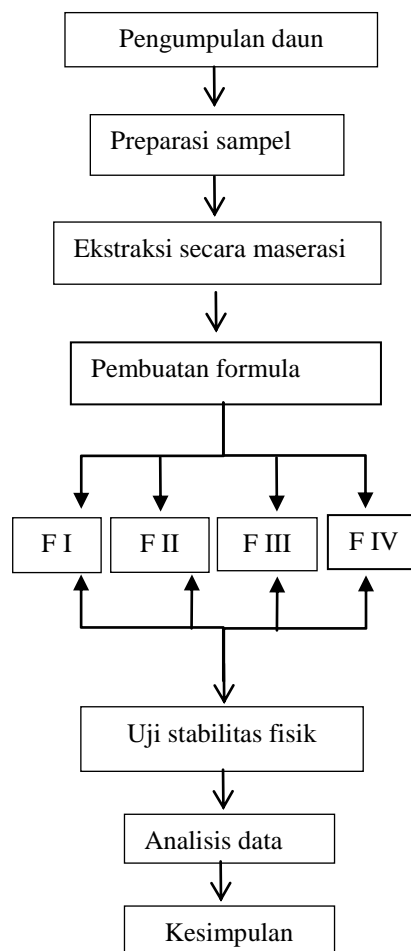 Pengumpulan daun
Preparasi sampel
Ekstraksi secara maserasi
Pembuatan formula
F I
F II
F III
F IV
Uji stabilitas fisik
Analisis data
Kesimpulan